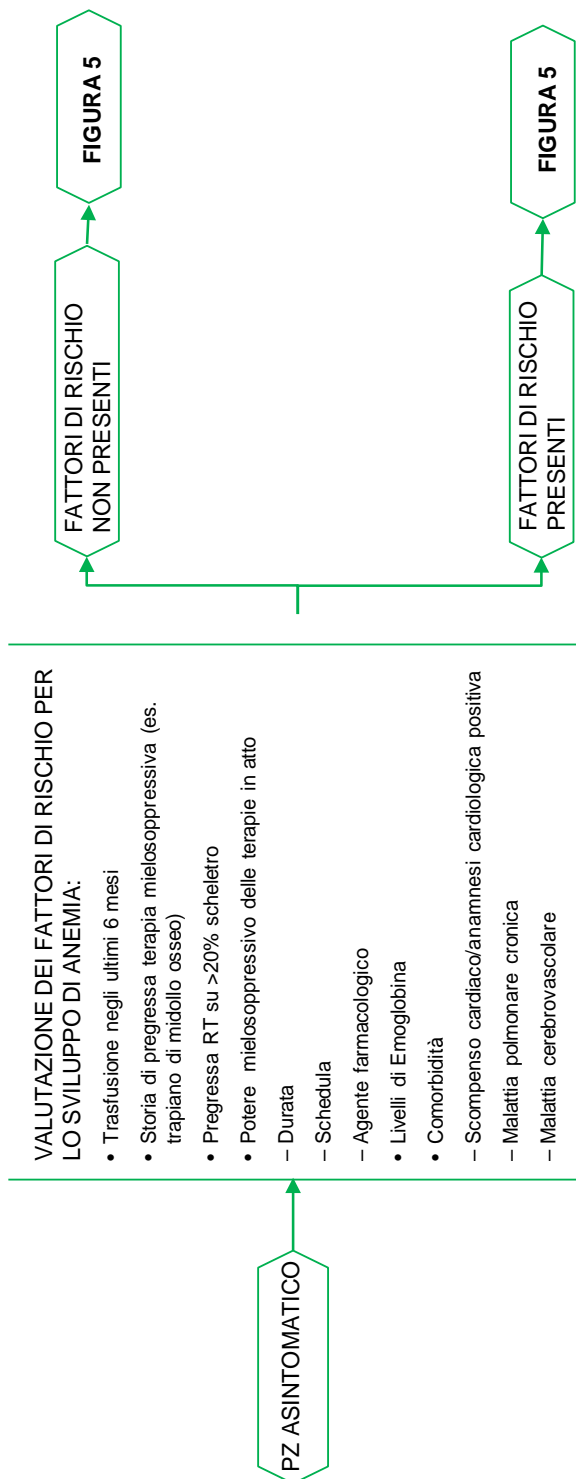 PZ ASINTOMATICO
VALUTAZIONE DEI FATTORI DI RISCHIO PER
LO SVILUPPO DI ANEMIA:
• Trasfusione negli ultimi 6 mesi
• Storia di pregressa terapia mielosoppressiva (es.
trapiano di midollo osseo)
• Pregressa RT su >20% scheletro
• Potere mielosoppressivo delle terapie in atto
– Durata
– Schedula
– Agente farmacologico
• Livelli di Emoglobina
• Comorbidità
– Scompenso cardiaco/anamnesi cardiologica positiva
– Malattia polmonare cronica
– Malattia cerebrovascolare
FATTORI DI RISCHIO
NON PRESENTI
FIGURA 5
FATTORI DI RISCHIO
PRESENTI
FIGURA 5